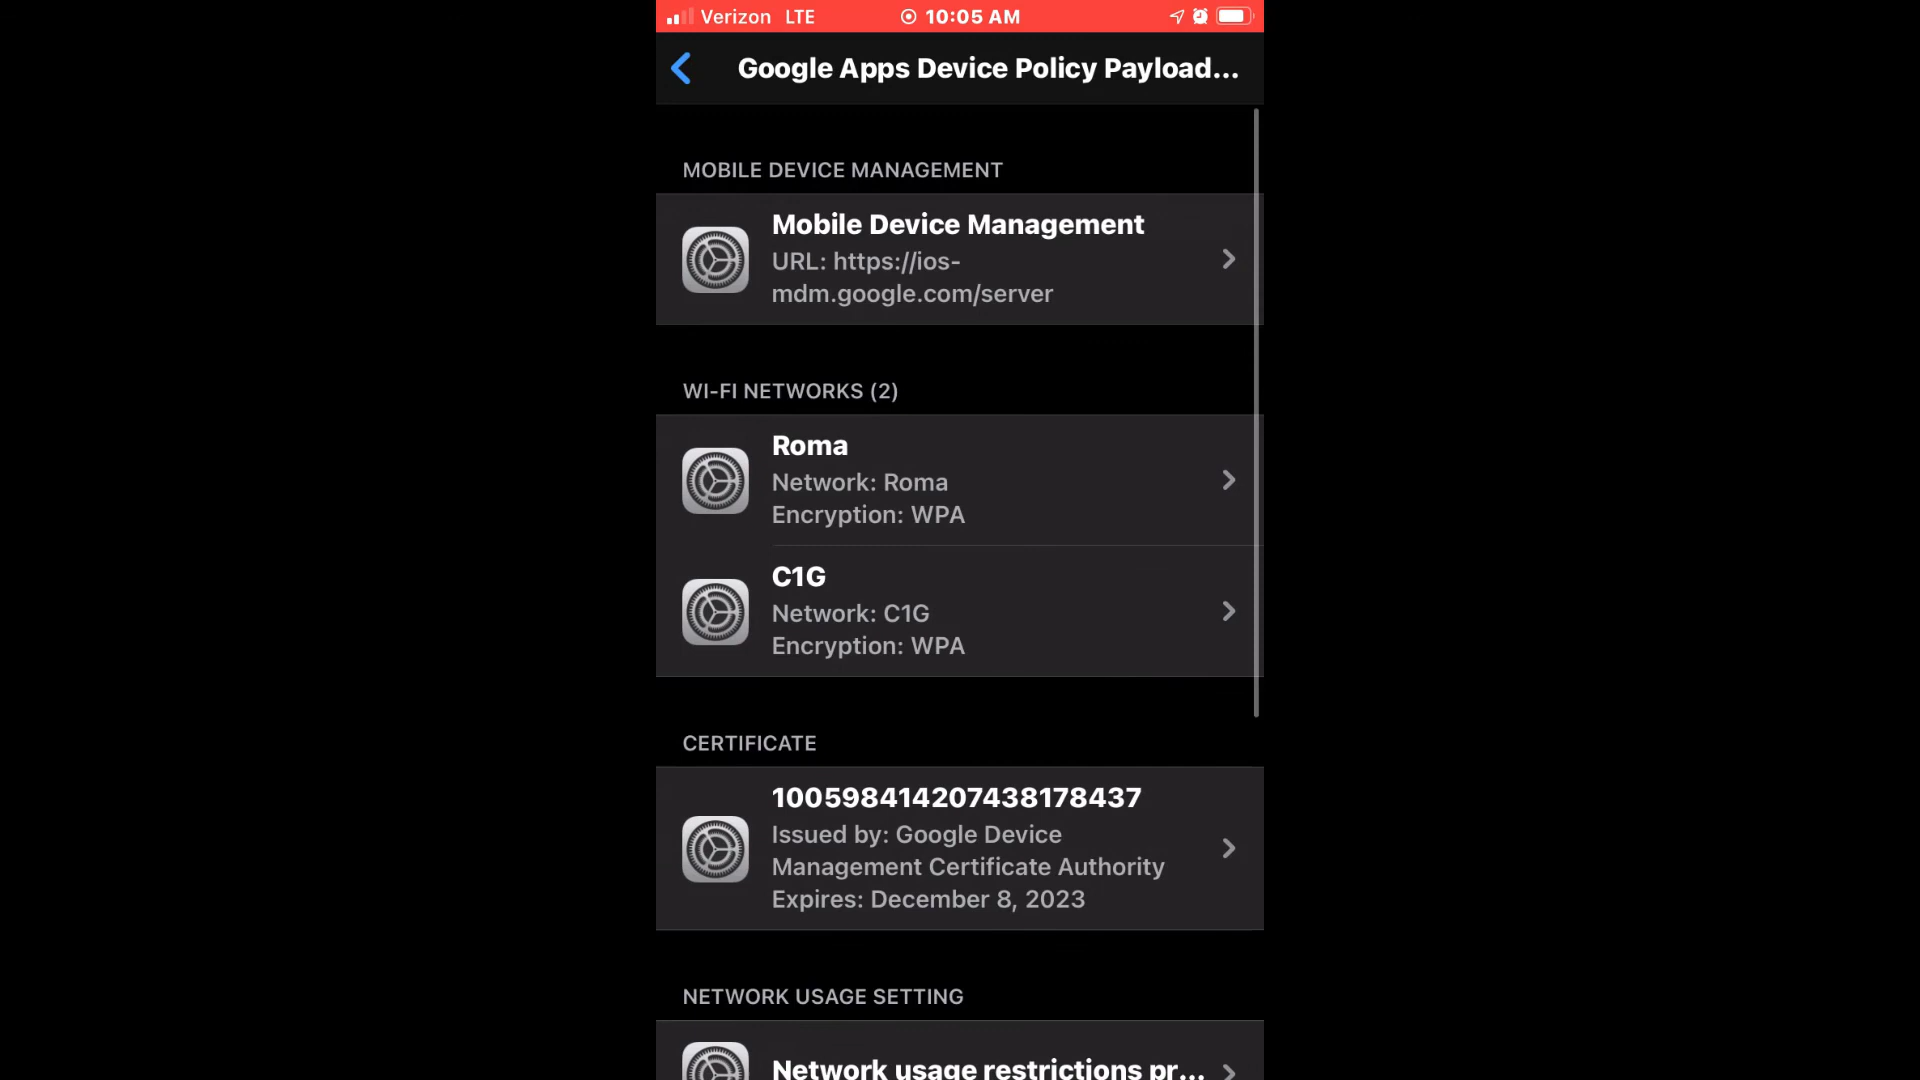 Verizon LTE 10:05 AM
Google Apps Device Policy Payload...
MOBILE DEVICE MANAGEMENT
Mobile Device Management
URL: https://ios-
mdm.google.com/server
WI-FI NETWORKS (2)
Roma
Network: Roma
Encryption: WPA
C1G
Network: C1G
Encryption: WPA
CERTIFICATE
100598414207438178437
Issued by: Google Device
Management Certificate Authority
Expires: December 8, 2023
NETWORK USAGE SETTING
Network usage restrictions pr...